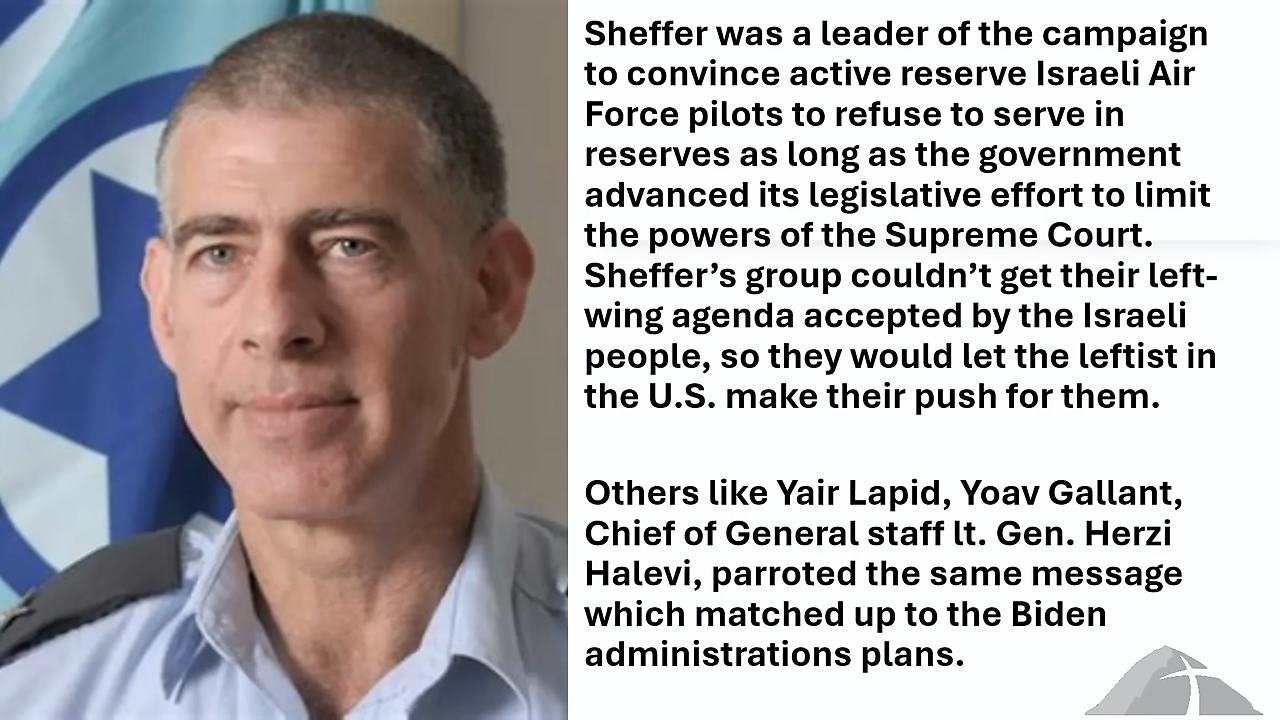 Sheffer was a leader of the campaign
to convince active reserve Israeli Air
Force pilots to refuse to serve in
reserves as long as the government
advanced its legislative effort to limit
the powers of the Supreme Court.
Sheffer’s group couldn’t get their left-
wing agenda accepted by the Israeli
people, so they would let the leftist in
the U.S. make their push for them.
Others like Yair Lapid, Yoav Gallant,
Chief of General staff lt. Gen. Herzi
Halevi, parroted the same message
which matched up to the Biden
administrations plans.